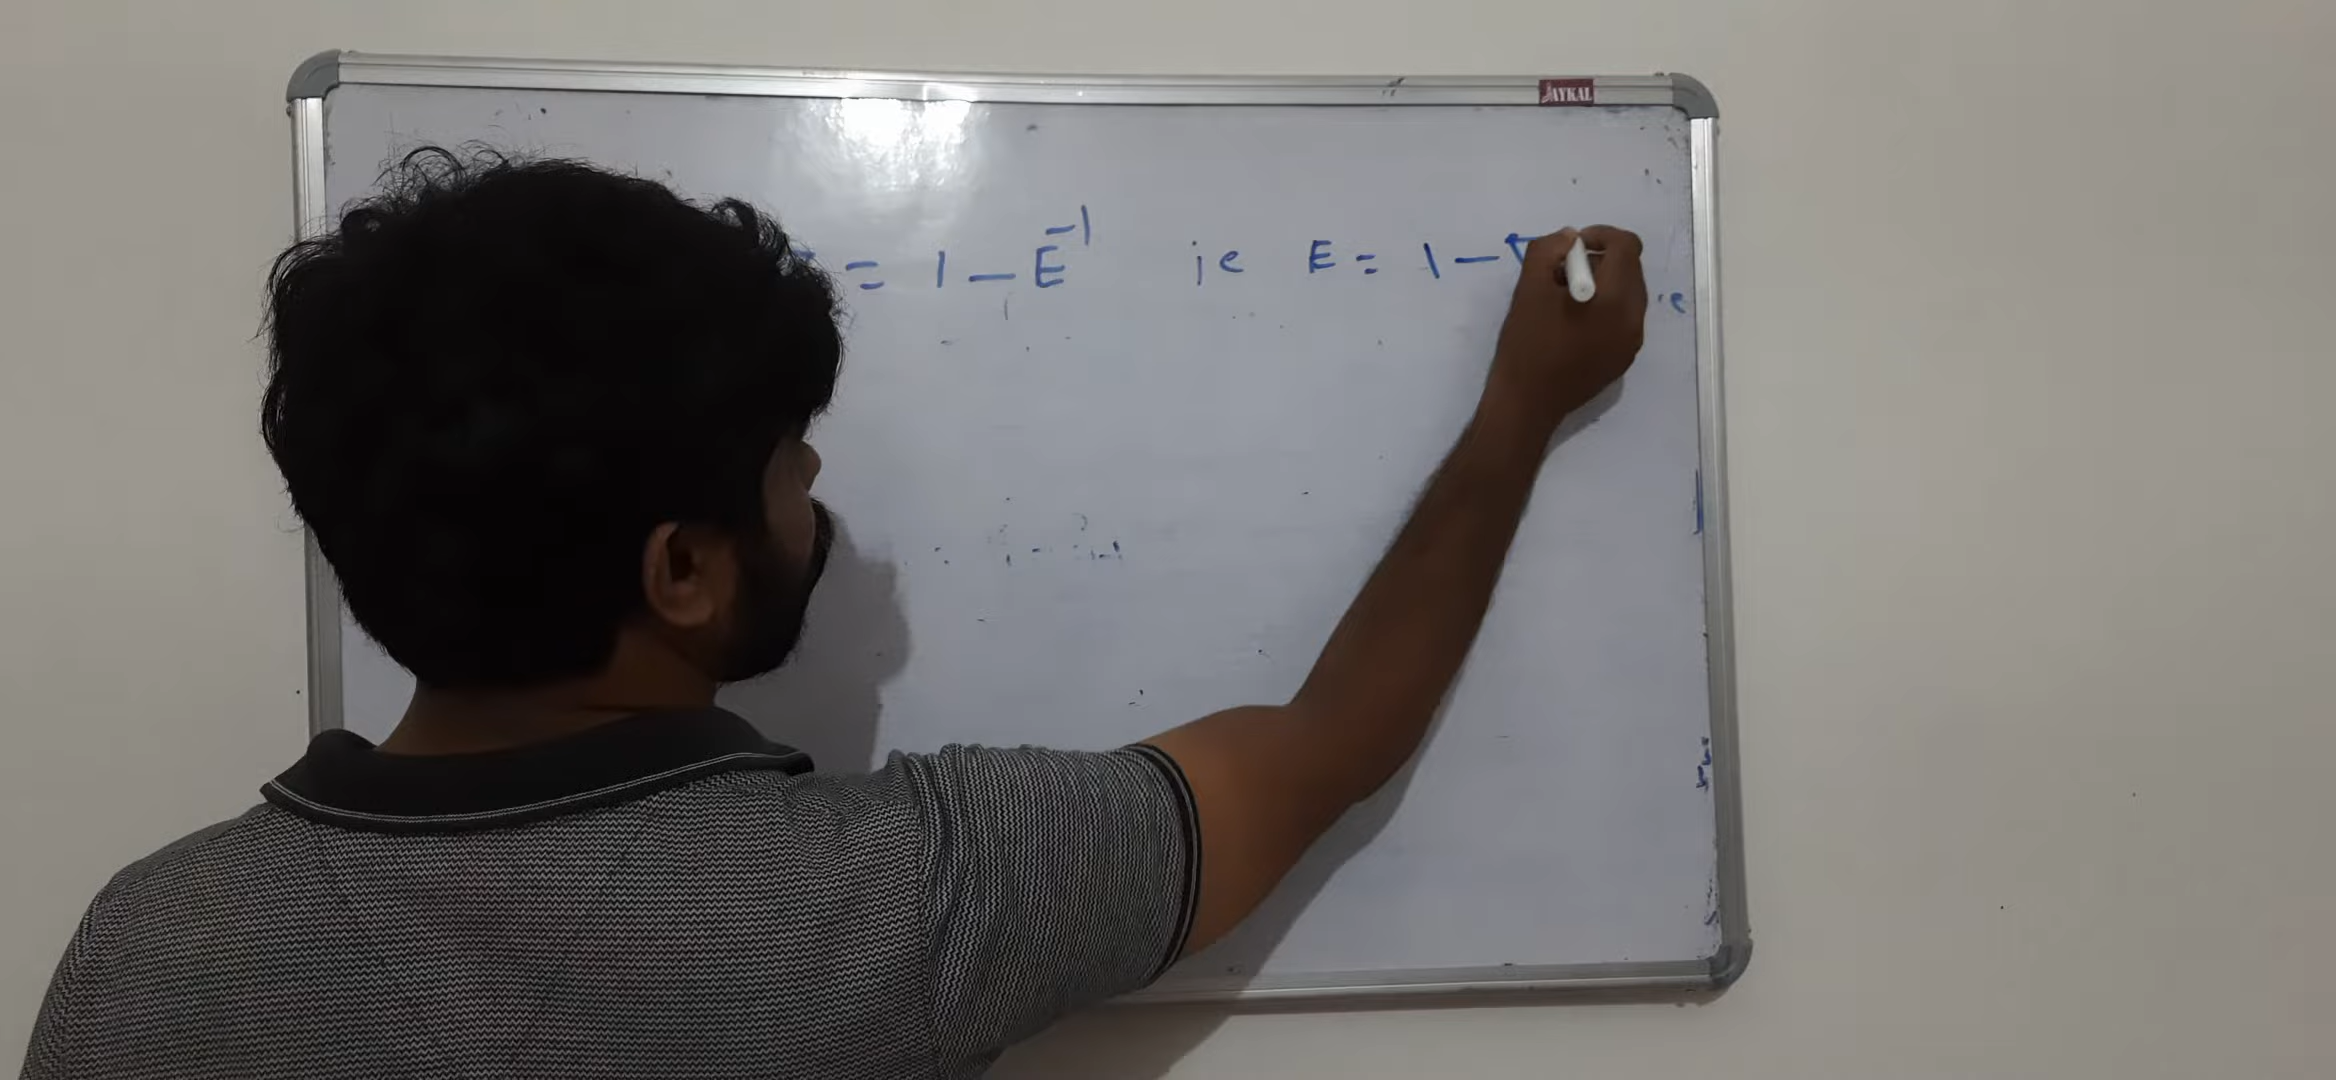 JAYKAL
= 1 - E⁻¹ ie E = 1 - ∇